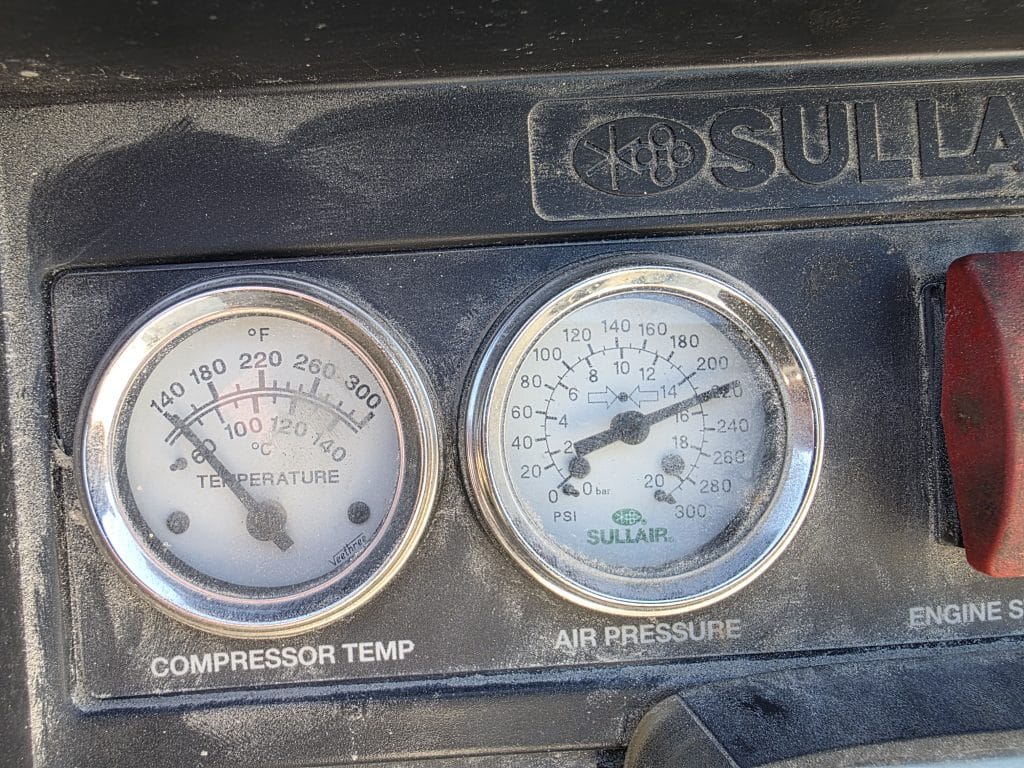 SULLA
°F
140 180 220 260 300
60 100 120 140
°C
TEMPERATURE
Veethree
COMPRESSOR TEMP
0 20 40 60 80 100 120 140 160 180 200 220 240 260 280 300
0 2 4 6 8 10 12 14 16 18 20
bar
PSI
SULLAIR
AIR PRESSURE
ENGINE S